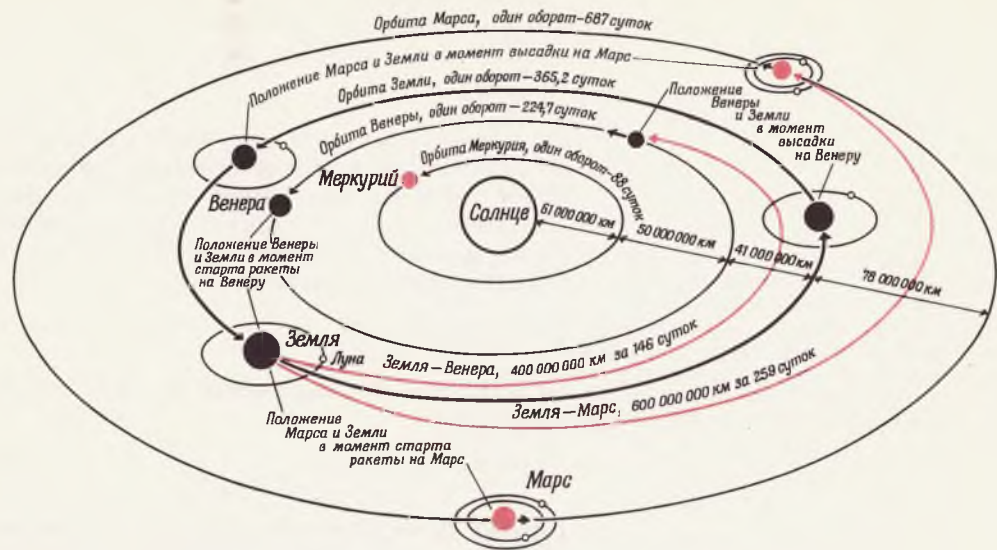 Орбита Марса, один оборот—687 суток
Положение Марса и Земли в момент высадки на Марс
Орбита Земли, один оборот—365,2 суток
Орбита Венеры, один оборот—224,7 суток
Орбита Меркурия, один оборот—88 суток
Положение
Венеры
и Земли
в момент
высадки
на Венеру
Меркурий
Венера
Солнце
61 000 000 км
50 000 000 км
41 000 000 км
78 000 000 км
Положение Венеры
и Земли в момент
старта ракеты
на Венеру
Земля
Луна
Земля—Венера, 400 000 000 км за 146 суток
Земля—Марс, 600 000 000 км за 259 суток
Положение
Марса и Земли
в момент старта
ракеты на Марс
Марс